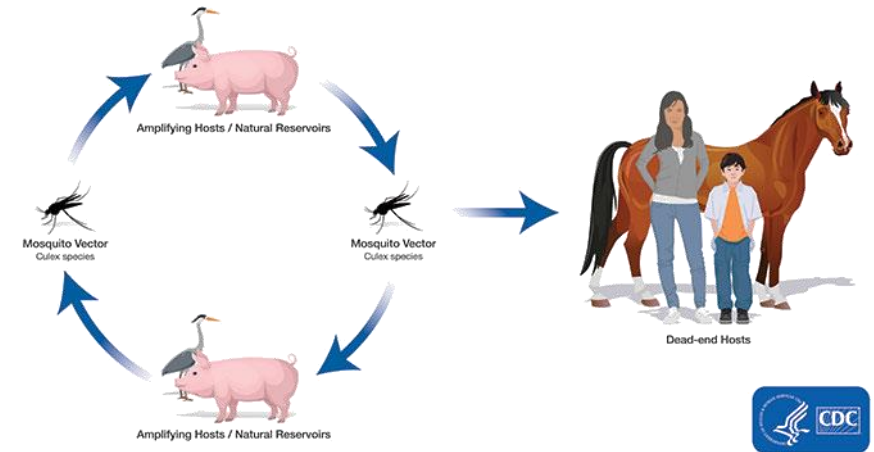 Amplifying Hosts / Natural Reservoirs
Mosquito Vector
Culex species
Mosquito Vector
Culex species
Dead-end Hosts
Amplifying Hosts / Natural Reservoirs
CDC